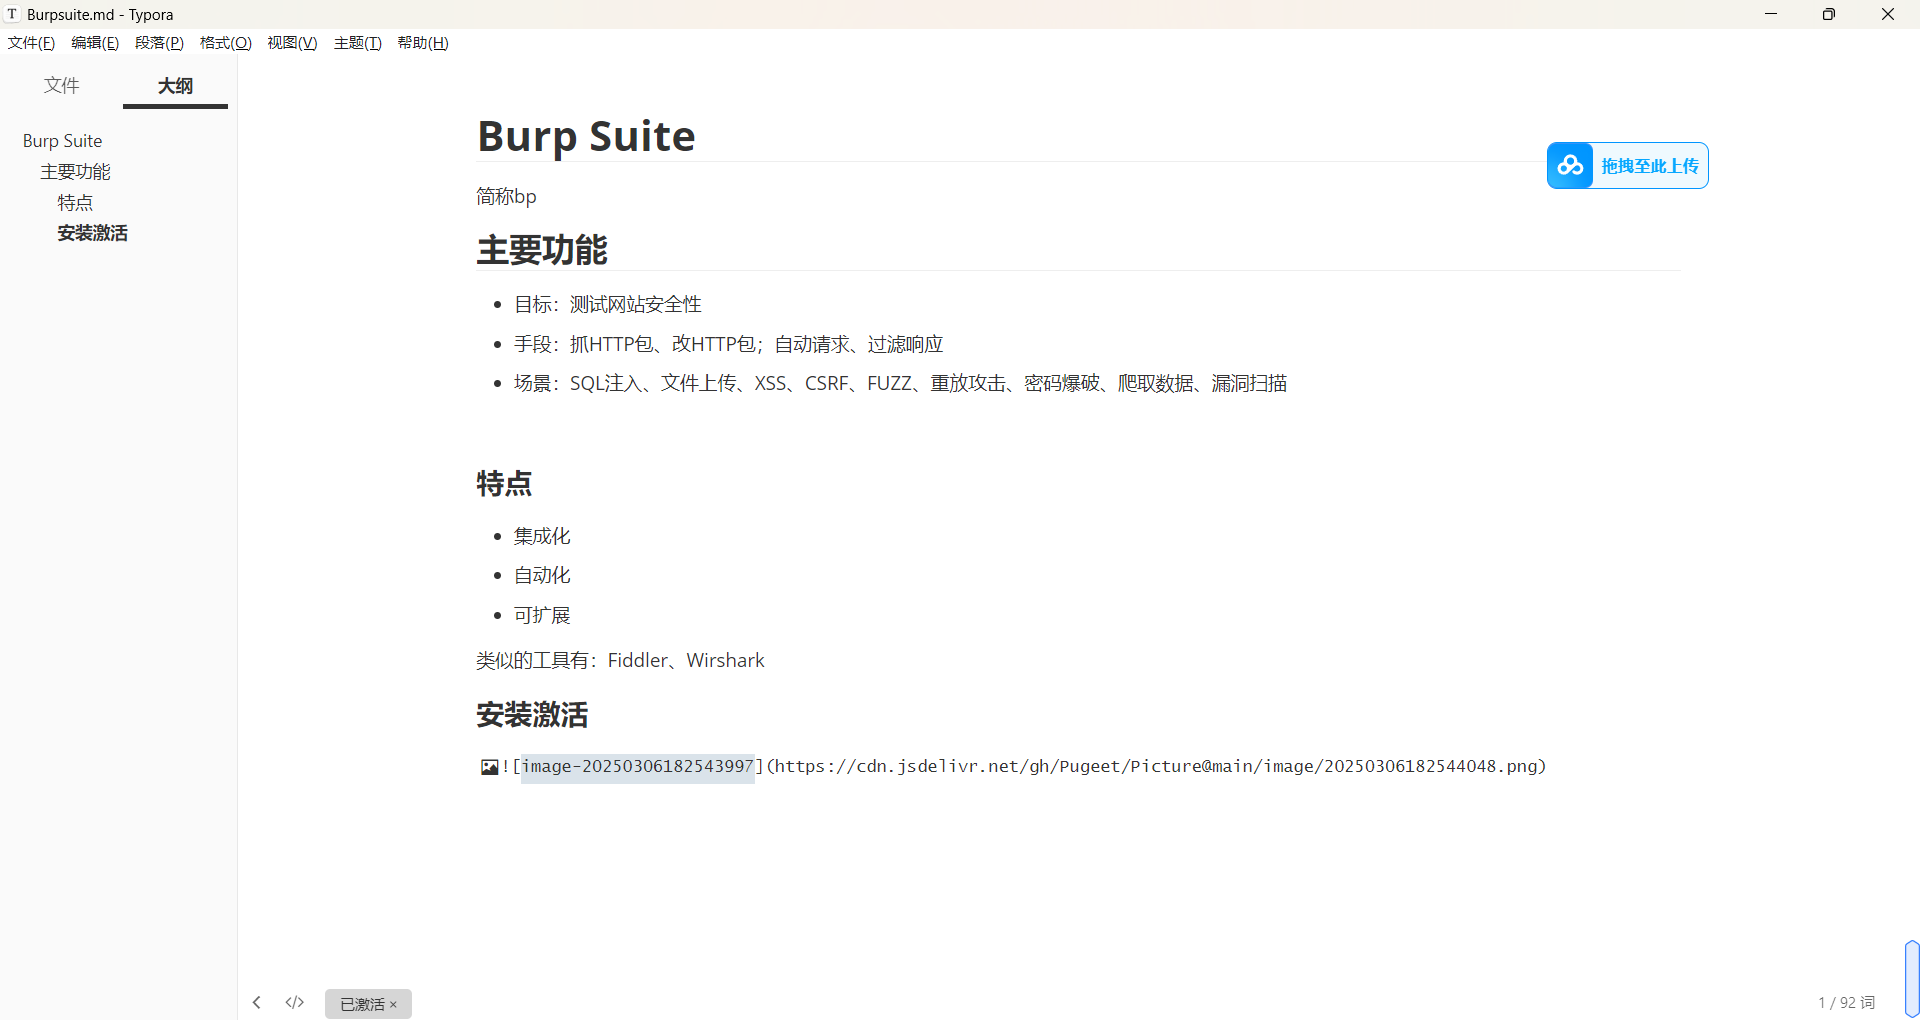 T Burpsuite.md - Typora
文件(F) 编辑(E) 段落(P) 格式(O) 视图(V) 主题(T) 帮助(H)
文件 大纲
Burp Suite
主要功能
特点
安装激活
Burp Suite
拖拽至此上传
简称bp
主要功能
目标：测试网站安全性
手段：抓HTTP包、改HTTP包；自动请求、过滤响应
场景：SQL注入、文件上传、XSS、CSRF、FUZZ、重放攻击、密码爆破、爬取数据、漏洞扫描
特点
集成化
自动化
可扩展
类似的工具有：Fiddler、Wirshark
安装激活
![image-20250306182543997](https://cdn.jsdelivr.net/gh/Pugeet/Picture@main/image/20250306182544048.png)
</> 已激活 × 1 / 92 词